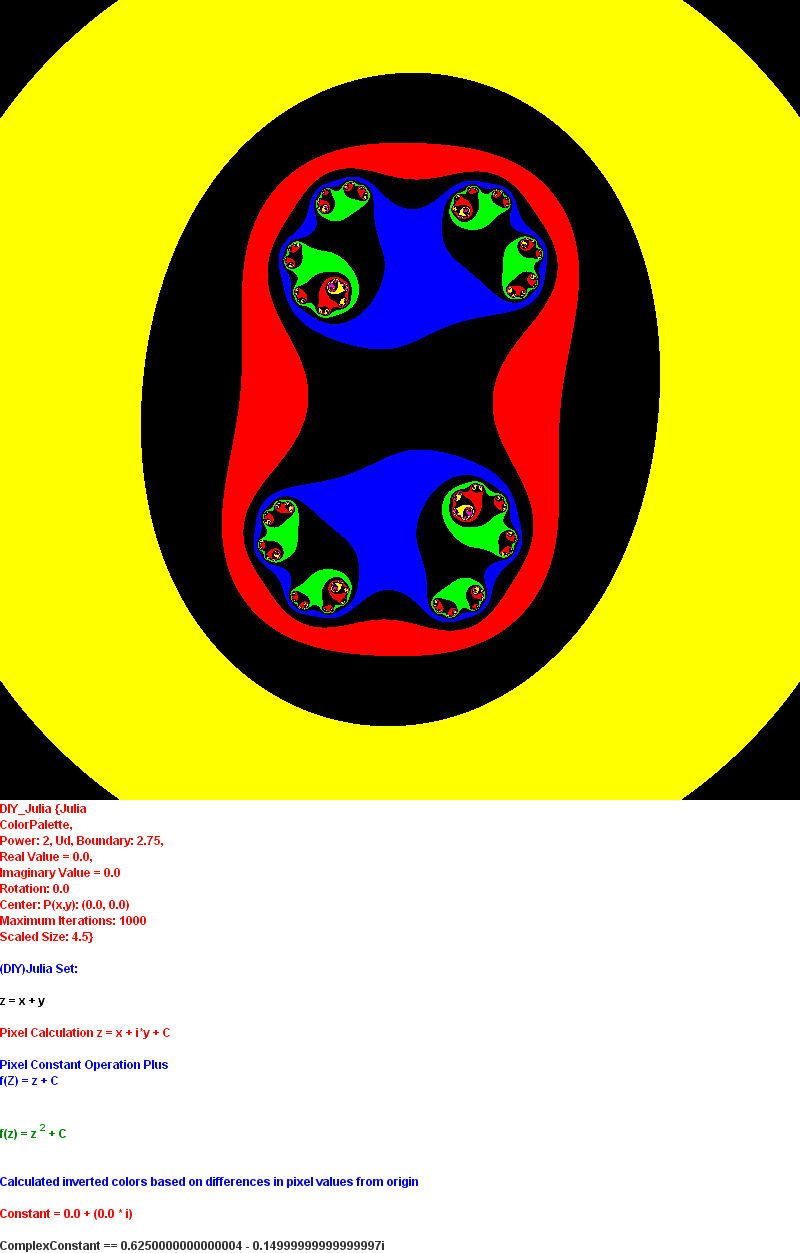 DIY_Julia {Julia
ColorPalette,
Power: 2, Ud, Boundary: 2.75,
Real Value = 0.0,
Imaginary Value = 0.0
Rotation: 0.0
Center: P(x,y): (0.0, 0.0)
Maximum Iterations: 1000
Scaled Size: 4.5}
(DIY)Julia Set:
z = x + y
Pixel Calculation z = x + i*y + C
Pixel Constant Operation Plus
f(Z) = z + C
f(z) = z ² + C
Calculated inverted colors based on differences in pixel values from origin
Constant = 0.0 + (0.0 * i)
ComplexConstant == 0.6250000000000004 - 0.14999999999999997i